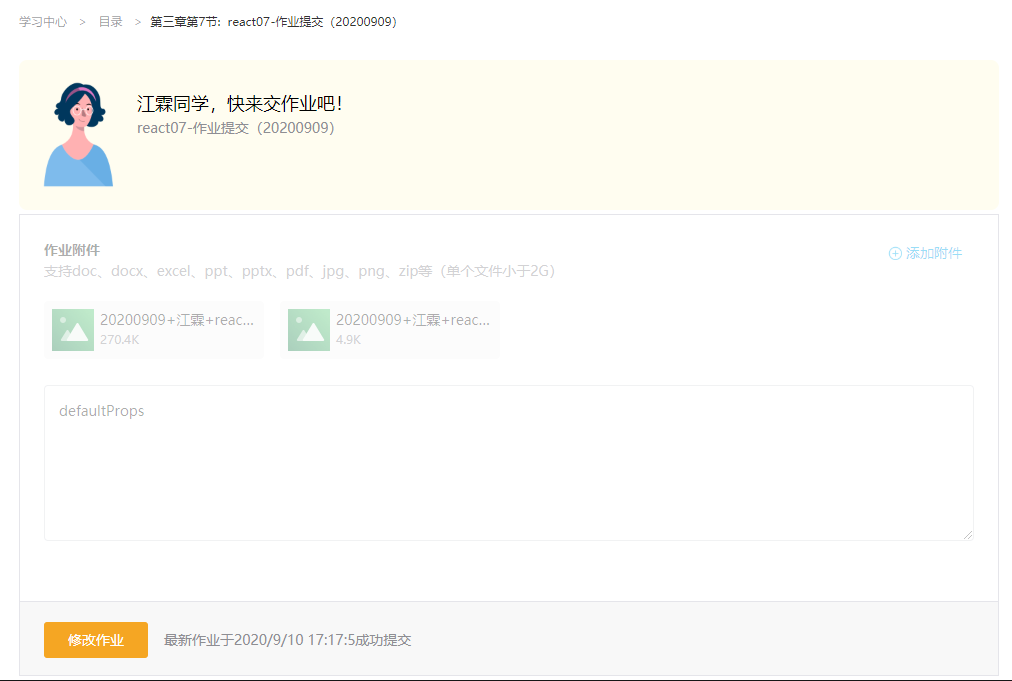 学习中心 > 目录 > 第三章第7节: react07-作业提交（20200909）
江霖同学，快来交作业吧！
react07-作业提交（20200909）
作业附件
添加附件
支持doc、docx、excel、ppt、pptx、pdf、jpg、png、zip等（单个文件小于2G）
20200909+江霖+reac...
270.4K
20200909+江霖+reac...
4.9K
defaultProps
修改作业
最新作业于2020/9/10 17:17:5成功提交